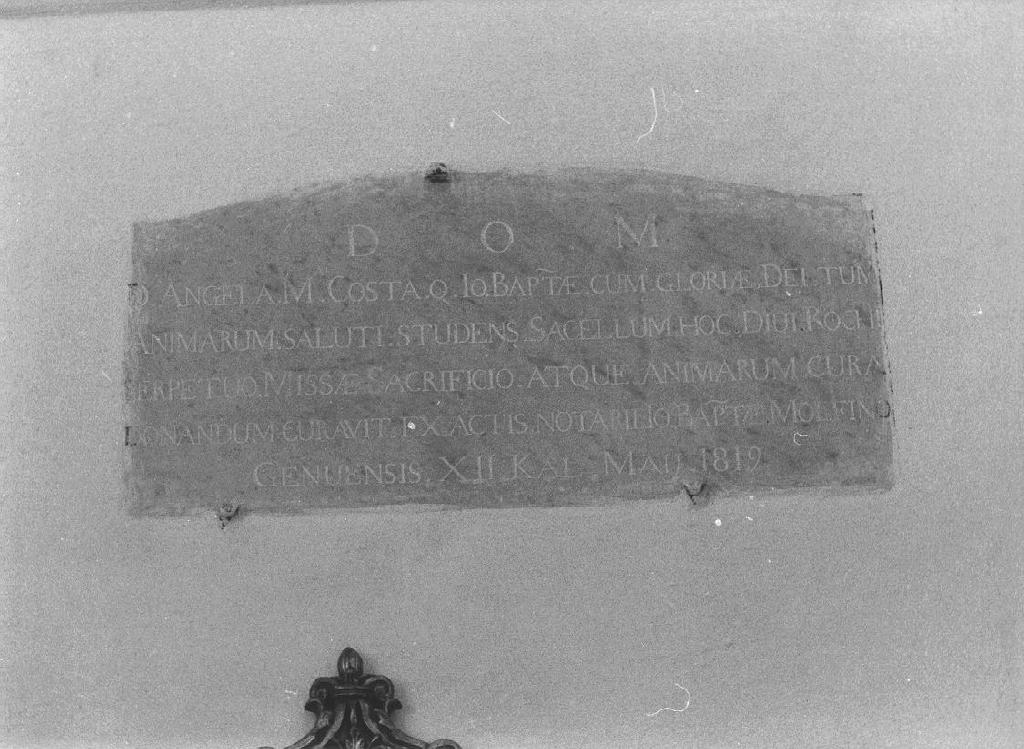 D O M
D. ANGELA.M.COSTA.Q.IO.BAPTÆ.CUM GLORIÆ.DEI.TUM
ANIMARUM.SALUTI.STUDENS.SACELLUM.HOC.DIUI.ROCHI
PERPETUO.MISSÆ.SACRIFICIO.ATQUE.ANIMARUM CURA
DONANDUM.CURAVIT.EX.ACTIS.NOTARII.IO.BAPTÆ.MOLFINO
GENUENSIS.XII KAL. MAII 1819